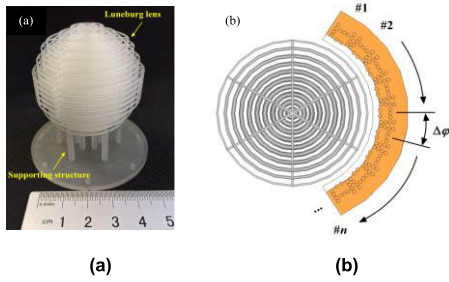 (a)
Luneburg lens
Supporting structure
cm 1 2 3 4 5
(b)
#1
#2
Δφ
...
#n
(a)
(b)